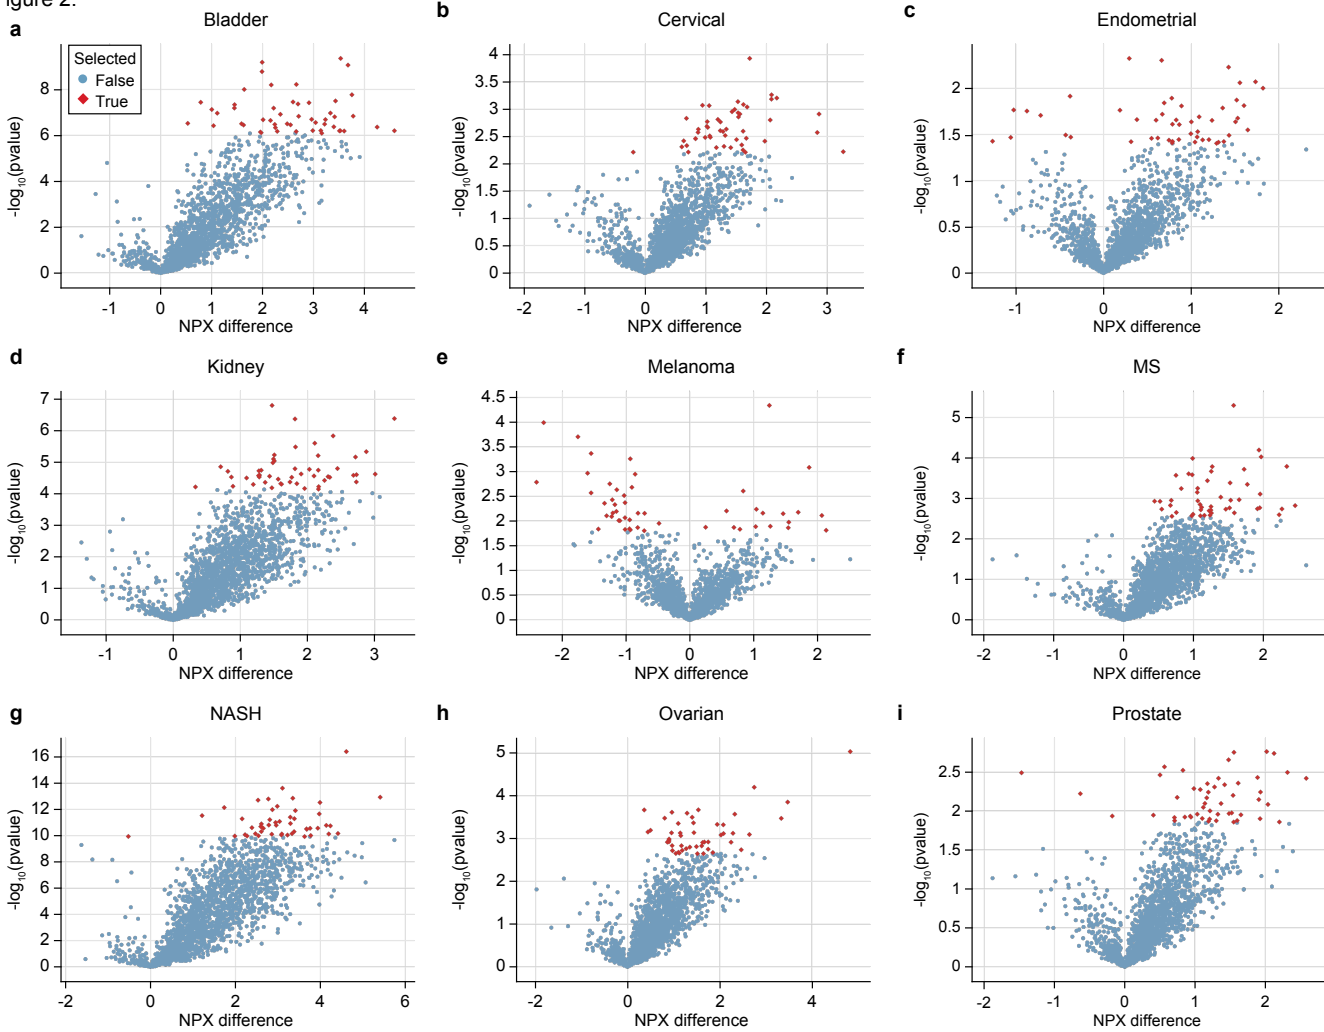 igure 2.
a
Bladder
Selected
False
True
-log10(pvalue)
8
6
4
2
0
-1 0 1 2 3 4
NPX difference
b
Cervical
-log10(pvalue)
4
3.5
3
2.5
2
1.5
1
0.5
0
-2 -1 0 1 2 3
NPX difference
c
Endometrial
-log10(pvalue)
2
1.5
1
0.5
0
-1 0 1 2
NPX difference
d
Kidney
-log10(pvalue)
7
6
5
4
3
2
1
0
-1 0 1 2 3
NPX difference
e
Melanoma
-log10(pvalue)
4.5
4
3.5
3
2.5
2
1.5
1
0.5
0
-2 -1 0 1 2
NPX difference
f
MS
-log10(pvalue)
5
4
3
2
1
0
-2 -1 0 1 2
NPX difference
g
NASH
-log10(pvalue)
16
14
12
10
8
6
4
2
0
-2 0 2 4 6
NPX difference
h
Ovarian
-log10(pvalue)
5
4
3
2
1
0
-2 0 2 4
NPX difference
i
Prostate
-log10(pvalue)
2.5
2
1.5
1
0.5
0
-2 -1 0 1 2
NPX difference